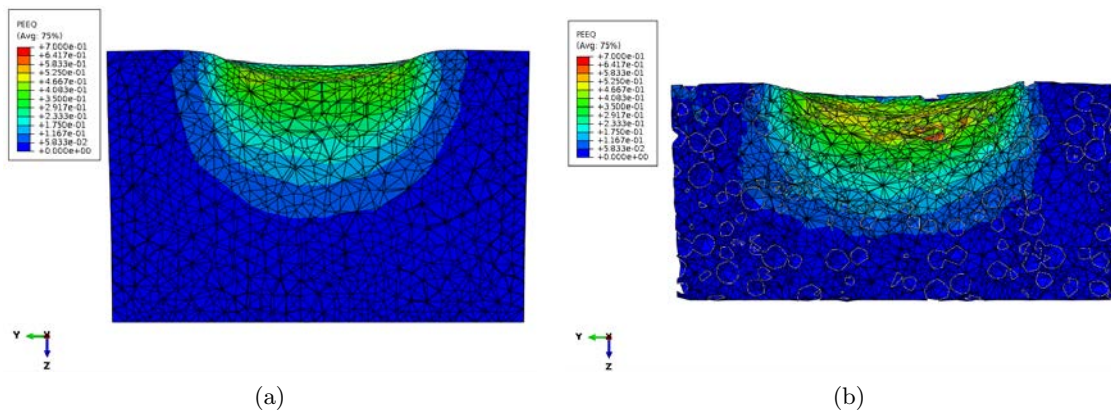 PEEQ
(Avg: 75%)
+7.000e-01
+6.417e-01
+5.833e-01
+5.250e-01
+4.667e-01
+4.083e-01
+3.500e-01
+2.917e-01
+2.333e-01
+1.750e-01
+1.167e-01
+5.833e-02
+0.000e+00
Y X
Z
(a)
PEEQ
(Avg: 75%)
+7.000e-01
+6.417e-01
+5.833e-01
+5.250e-01
+4.667e-01
+4.083e-01
+3.500e-01
+2.917e-01
+2.333e-01
+1.750e-01
+1.167e-01
+5.833e-02
+0.000e+00
Y X
Z
(b)